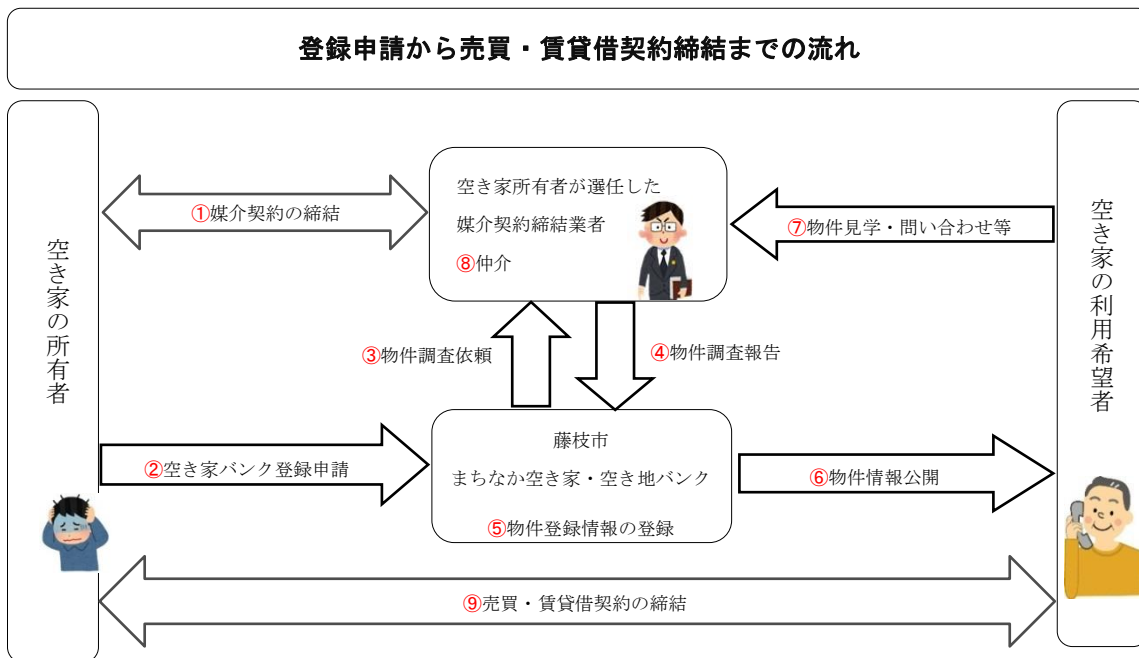 登録申請から売買・賃貸借契約締結までの流れ
空き家の所有者
①媒介契約の締結
空き家所有者が選任した
媒介契約締結業者
⑧仲介
⑦物件見学・問い合わせ等
空き家の利用希望者
③物件調査依頼
④物件調査報告
②空き家バンク登録申請
藤枝市
まちなか空き家・空き地バンク
⑤物件登録情報の登録
⑥物件情報公開
⑨売買・賃貸借契約の締結